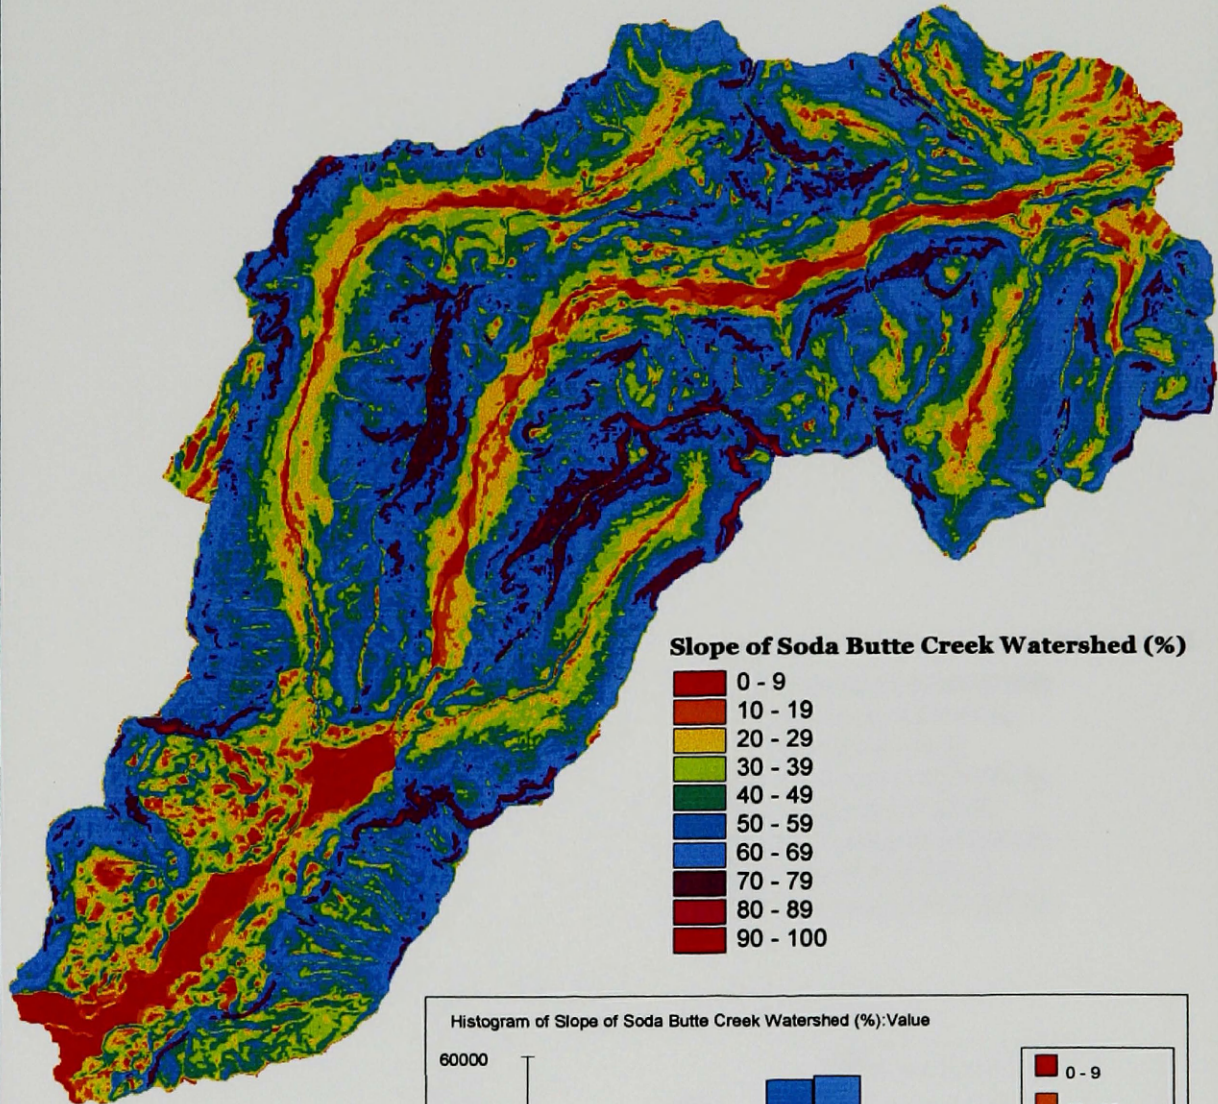 Slope of Soda Butte Creek Watershed (%)
0 - 9
10 - 19
20 - 29
30 - 39
40 - 49
50 - 59
60 - 69
70 - 79
80 - 89
90 - 100
Histogram of Slope of Soda Butte Creek Watershed (%):Value
60000
0 - 9